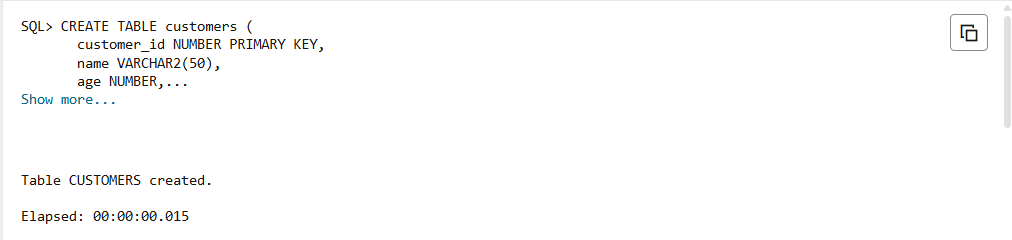 SQL> CREATE TABLE customers (
customer_id NUMBER PRIMARY KEY,
name VARCHAR2(50),
age NUMBER,...
Show more...
Table CUSTOMERS created.
Elapsed: 00:00:00.015